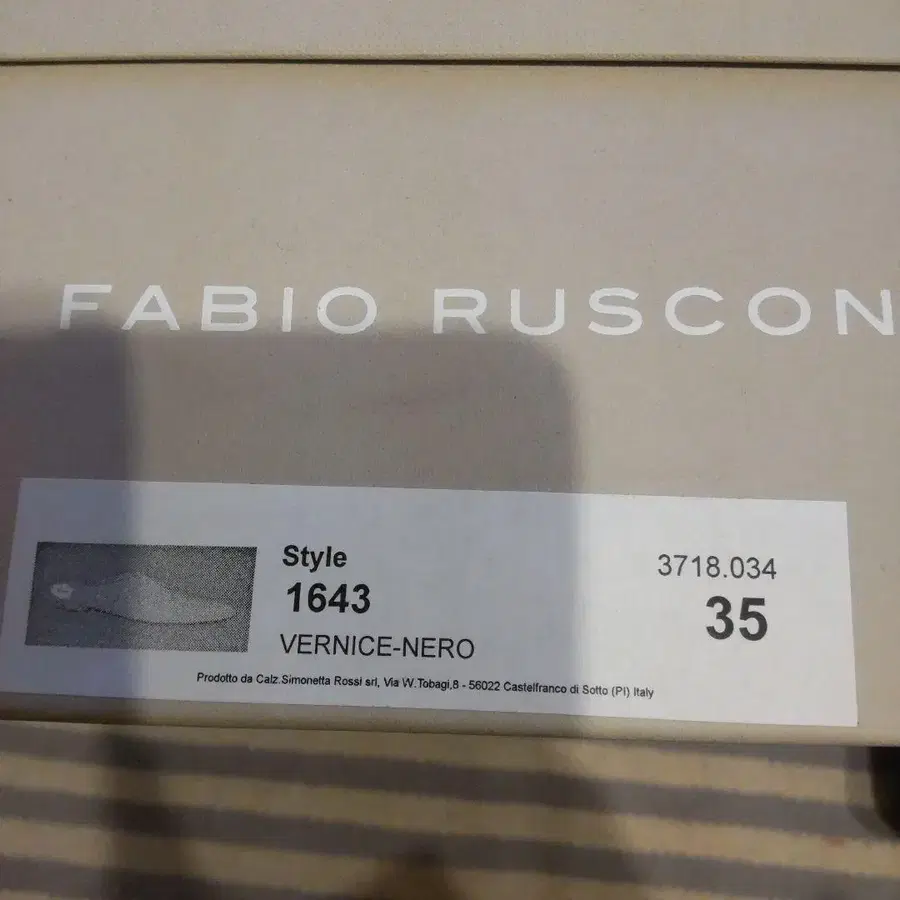 FABIO RUSCON
Style
1643
VERNICE-NERO
3718.034
35
Prodotto da Calz.Simonetta Rossi srl, Via W.Tobagi,8 - 56022 Castelfranco di Sotto (PI) Italy